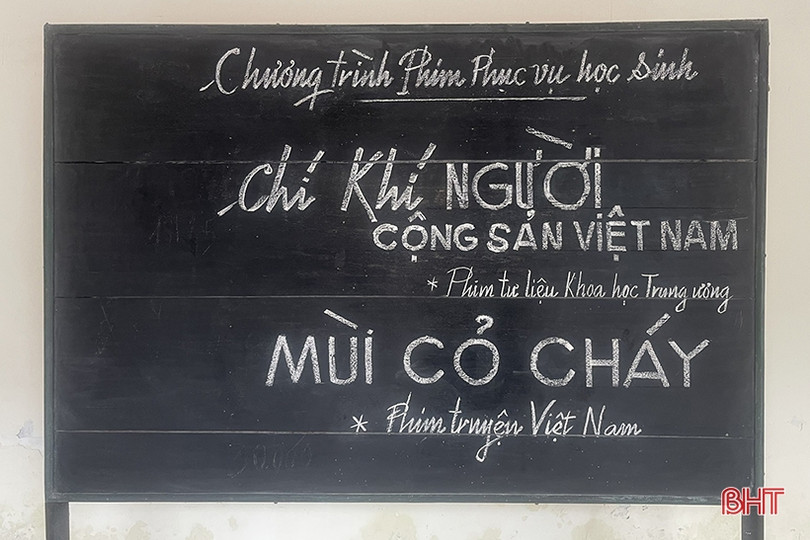 Chương trình Phim Phục vụ học sinh
Chí Khí NGƯỜI
CỘNG SẢN VIỆT NAM
* Phim tư liệu Khoa học Trung ương
MÙI CỎ CHÁY
* Phim truyện Việt Nam
BHT